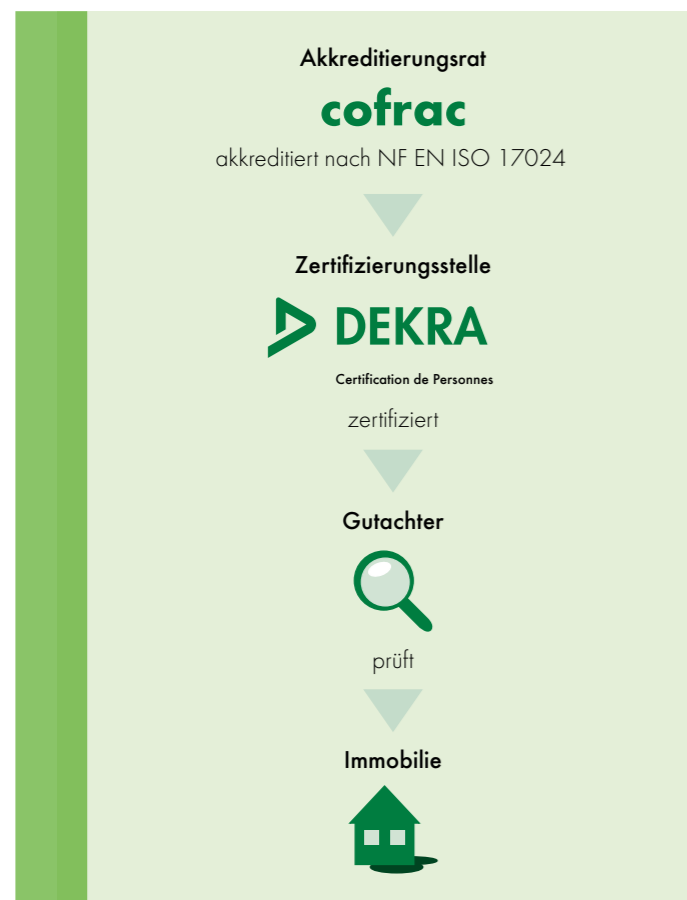 Akkreditierungsrat
cofrac
akkreditiert nach NF EN ISO 17024
Zertifizierungsstelle
DEKRA
Certification de Personnes
zertifiziert
Gutachter
prüft
Immobilie